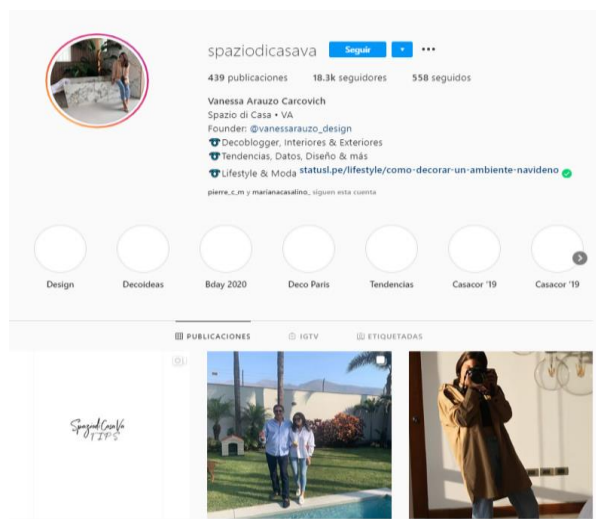 spaziodicasava Seguir
439 publicaciones 18.3k seguidores 558 seguidos
Vanessa Arauzo Carcovich
Spazio di Casa • VA
Founder: @vanessarauzo_design
Decoblogger, Interiores & Exteriores
Tendencias, Datos, Diseño & más
Lifestyle & Moda statusl.pe/lifestyle/como-decorar-un-ambiente-navideno
pierre_c_m y marianacasalino, siguen esta cuenta
Design Decoideas Bday 2020 Deco Paris Tendencias Casacor '19 Casacor '19
PUBLICACIONES IGTV ETIQUETADAS
SpaziodiCasaVa
TIPS